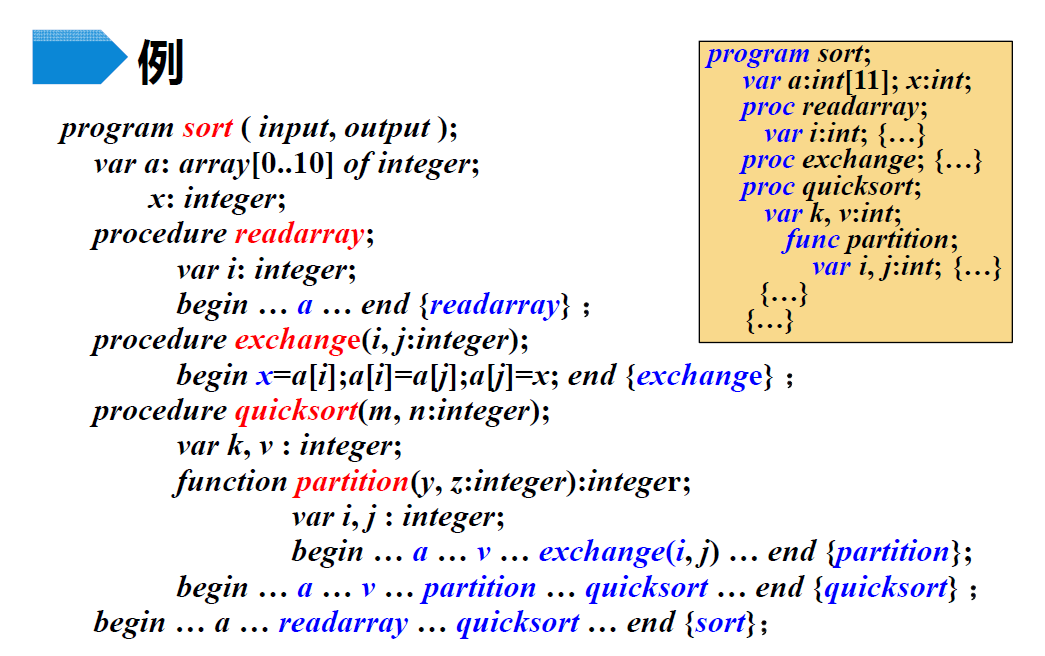 例
program sort ( input, output );
var a: array[0..10] of integer;
x: integer;
procedure readarray;
var i: integer;
begin … a … end {readarray} ；
procedure exchange(i, j:integer);
begin x=a[i];a[i]=a[j];a[j]=x; end {exchange} ；
procedure quicksort(m, n:integer);
var k, v : integer;
function partition(y, z:integer):integer;
var i, j : integer;
begin … a … v … exchange(i, j) … end {partition};
begin … a … v … partition … quicksort … end {quicksort} ；
begin … a … readarray … quicksort … end {sort}；
program sort;
var a:int[11]; x:int;
proc readarray;
var i:int; {…}
proc exchange; {…}
proc quicksort;
var k, v:int;
func partition;
var i, j:int; {…}
{…}
{…}